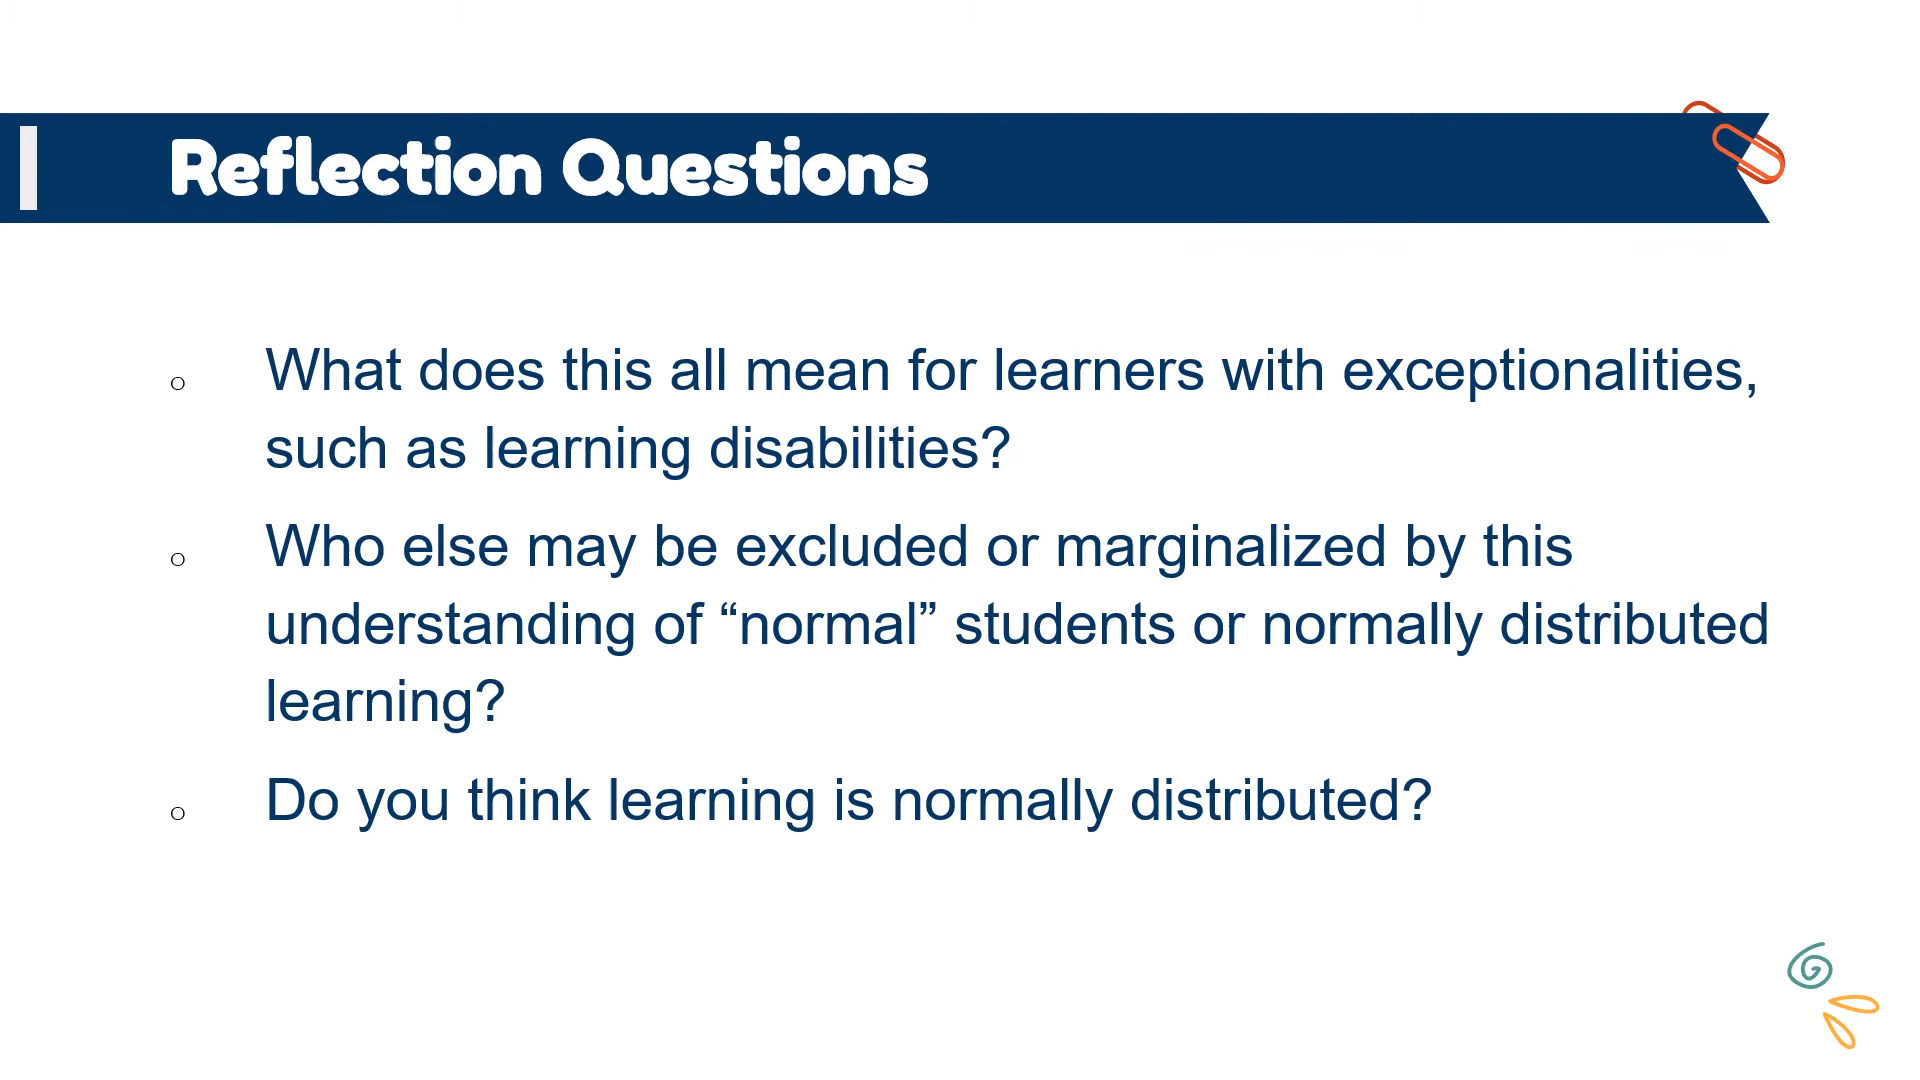 Reflection Questions
What does this all mean for learners with exceptionalities,
such as learning disabilities?
Who else may be excluded or marginalized by this
understanding of “normal” students or normally distributed
learning?
Do you think learning is normally distributed?